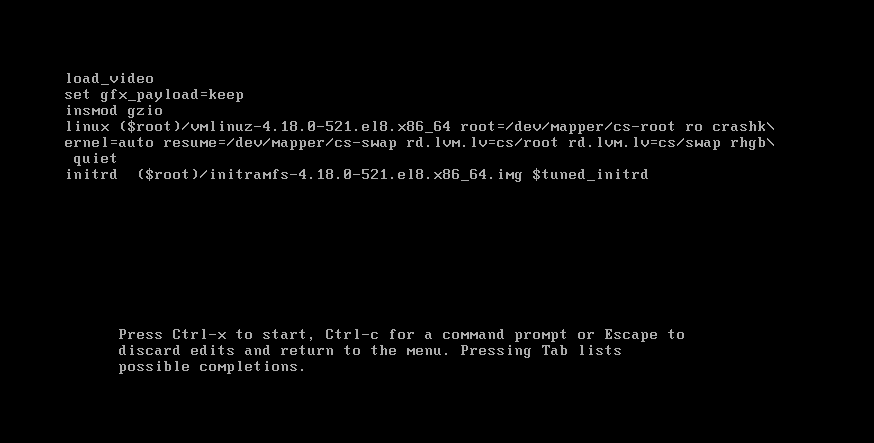 load_video
set gfx_payload=keep
insmod gzio
linux ($root)/vmlinuz-4.18.0-521.el8.x86_64 root=/dev/mapper/cs-root ro crashk\
ernel=auto resume=/dev/mapper/cs-swap rd.lvm.lv=cs/root rd.lvm.lv=cs/swap rhgb\
 quiet
initrd  ($root)/initramfs-4.18.0-521.el8.x86_64.img $tuned_initrd
Press Ctrl-x to start, Ctrl-c for a command prompt or Escape to
discard edits and return to the menu. Pressing Tab lists
possible completions.